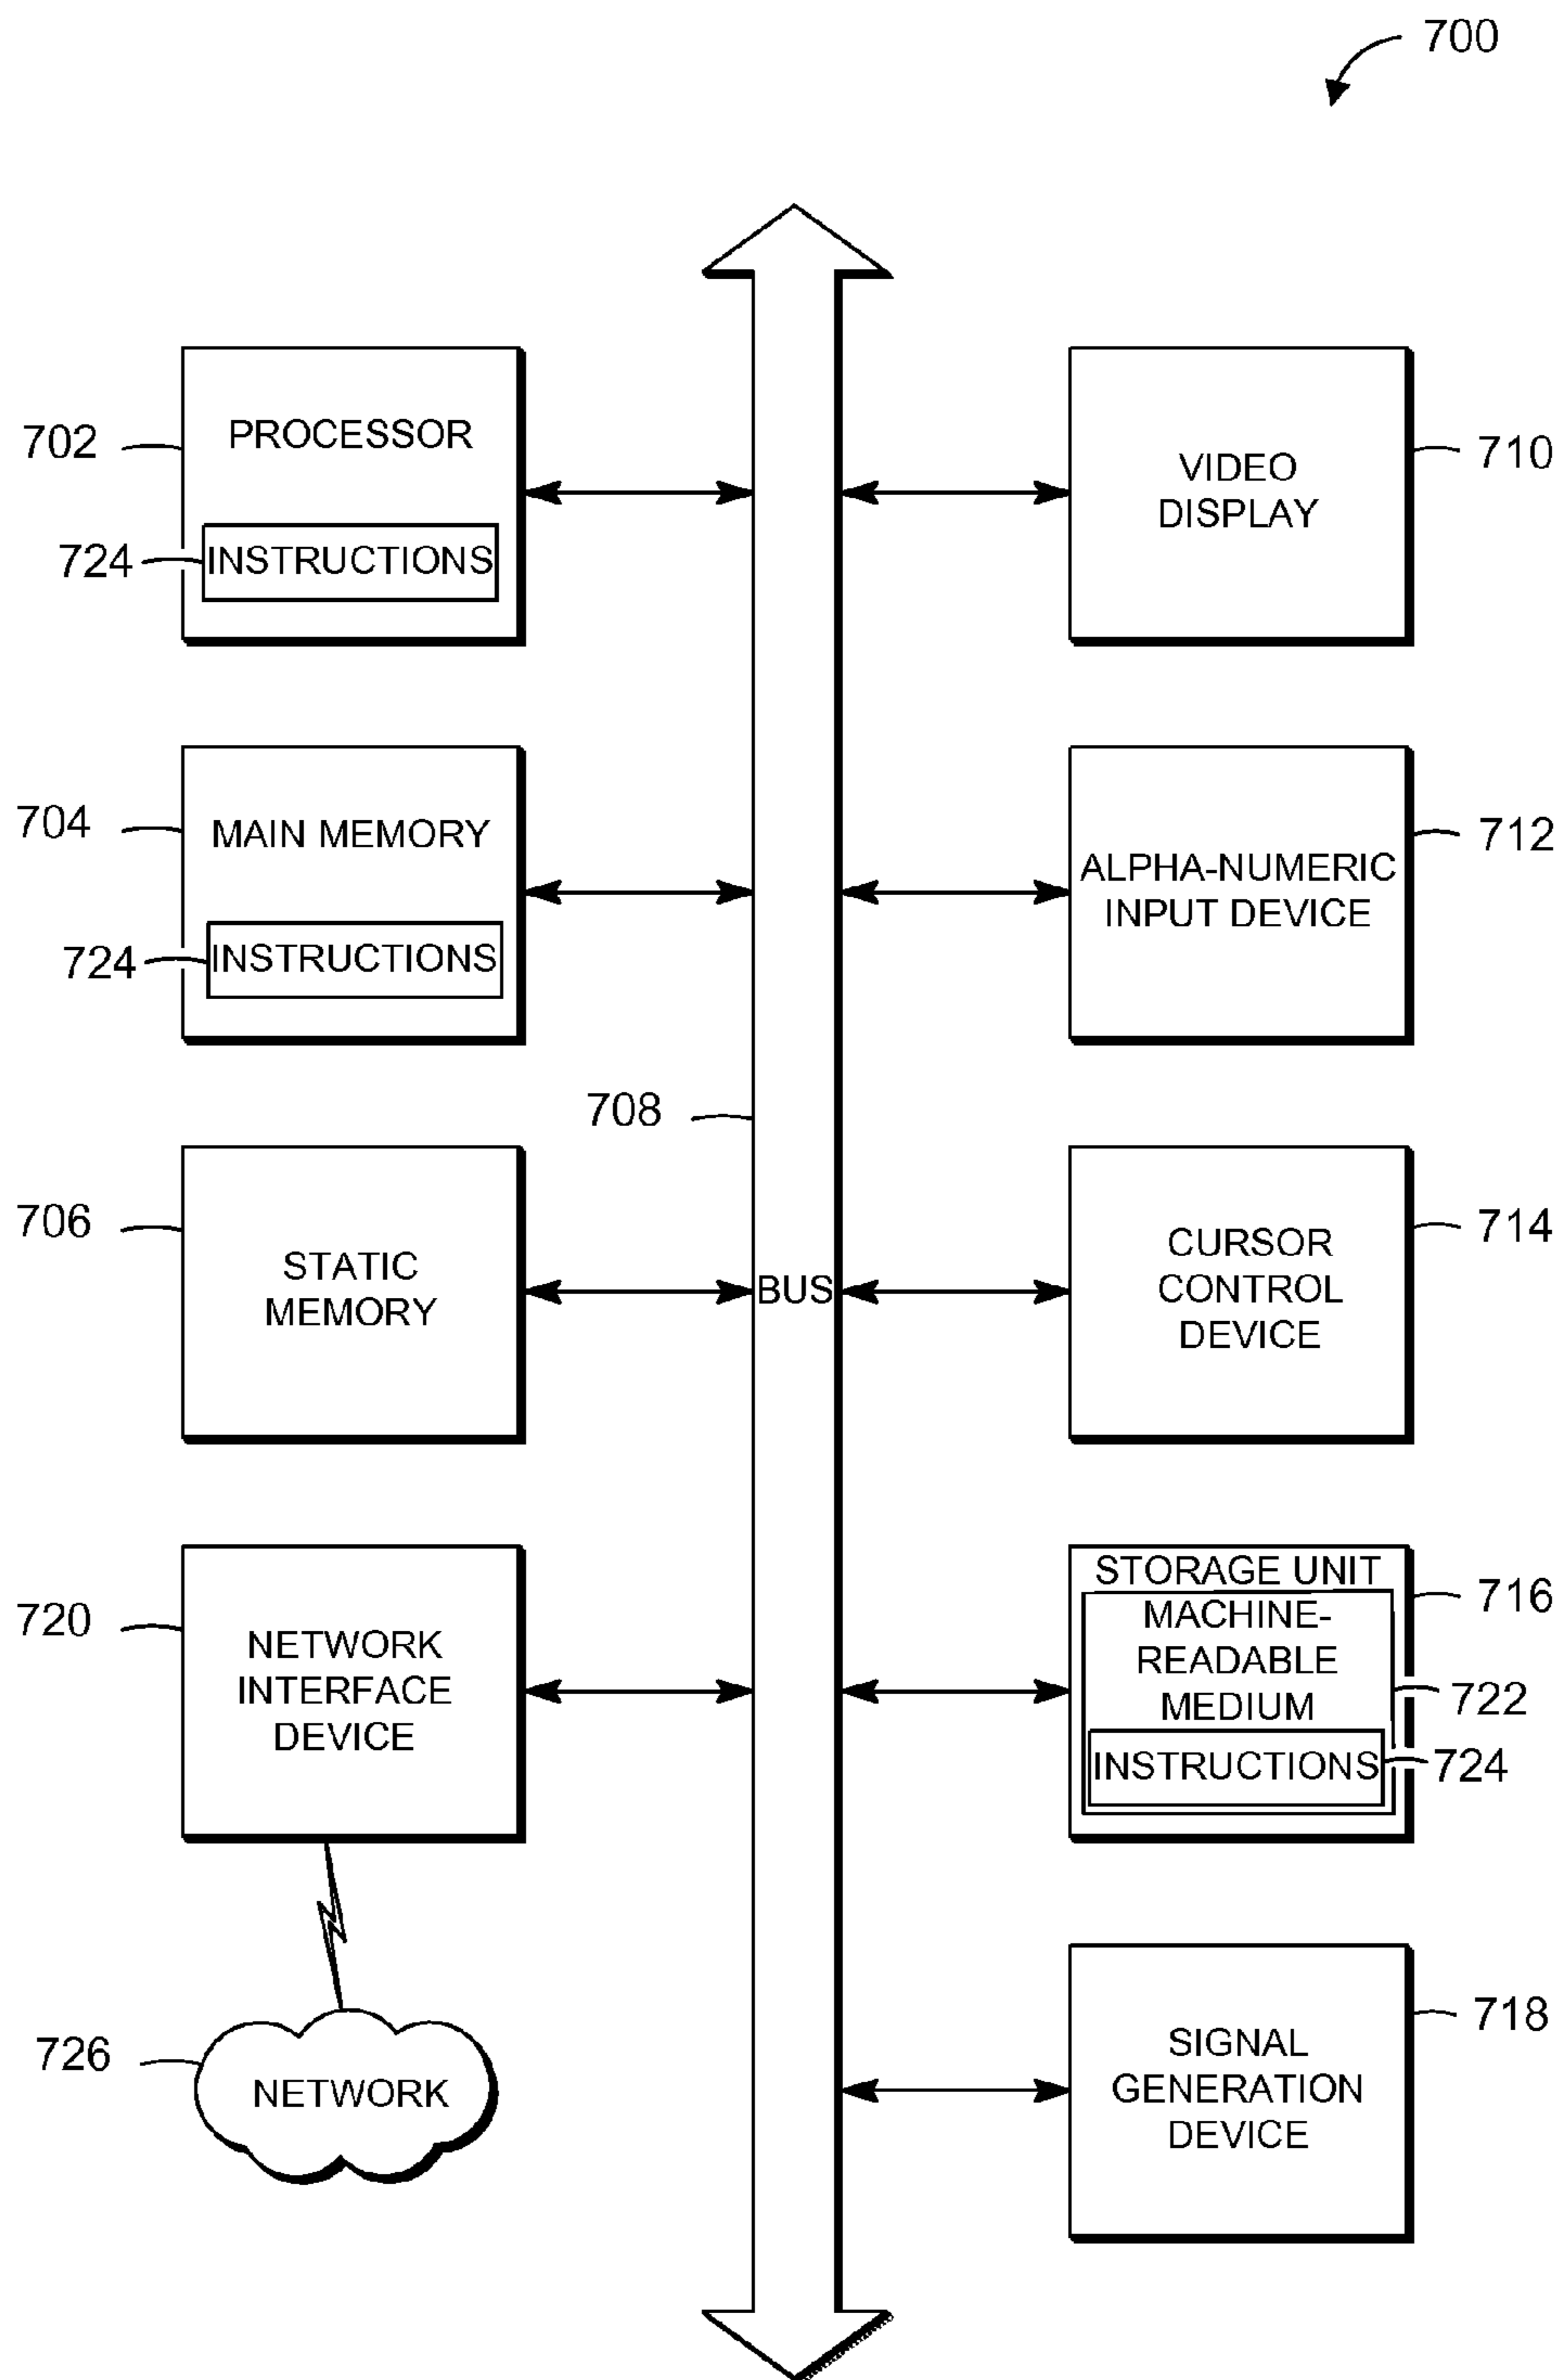 700
702
PROCESSOR
724
INSTRUCTIONS
704
MAIN MEMORY
724
INSTRUCTIONS
708
706
STATIC
MEMORY
720
NETWORK
INTERFACE
DEVICE
726
NETWORK
BUS
710
VIDEO
DISPLAY
712
ALPHA-NUMERIC
INPUT DEVICE
714
CURSOR
CONTROL
DEVICE
STORAGE UNIT
716
MACHINE-
READABLE
MEDIUM
722
INSTRUCTIONS
724
718
SIGNAL
GENERATION
DEVICE